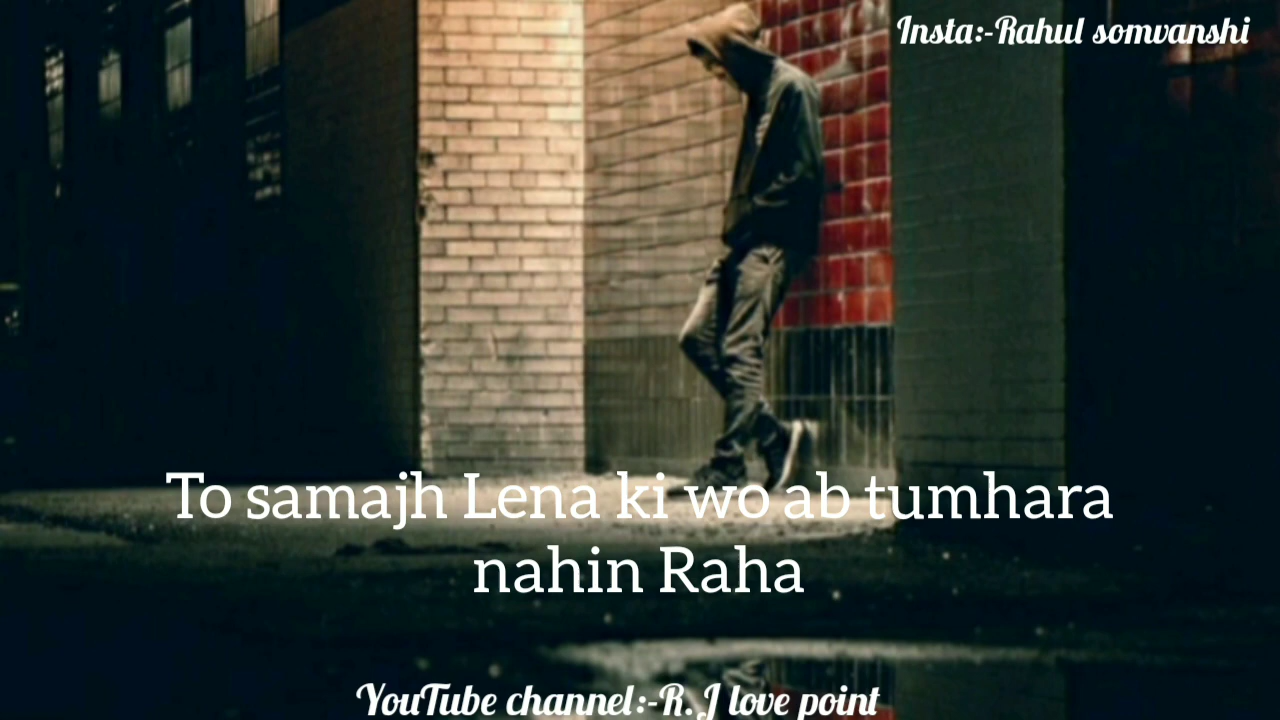 Insta:-Rahul somvanshi
To samajh Lena ki wo ab tumhara
nahin Raha
YouTube channel:-R.J love point